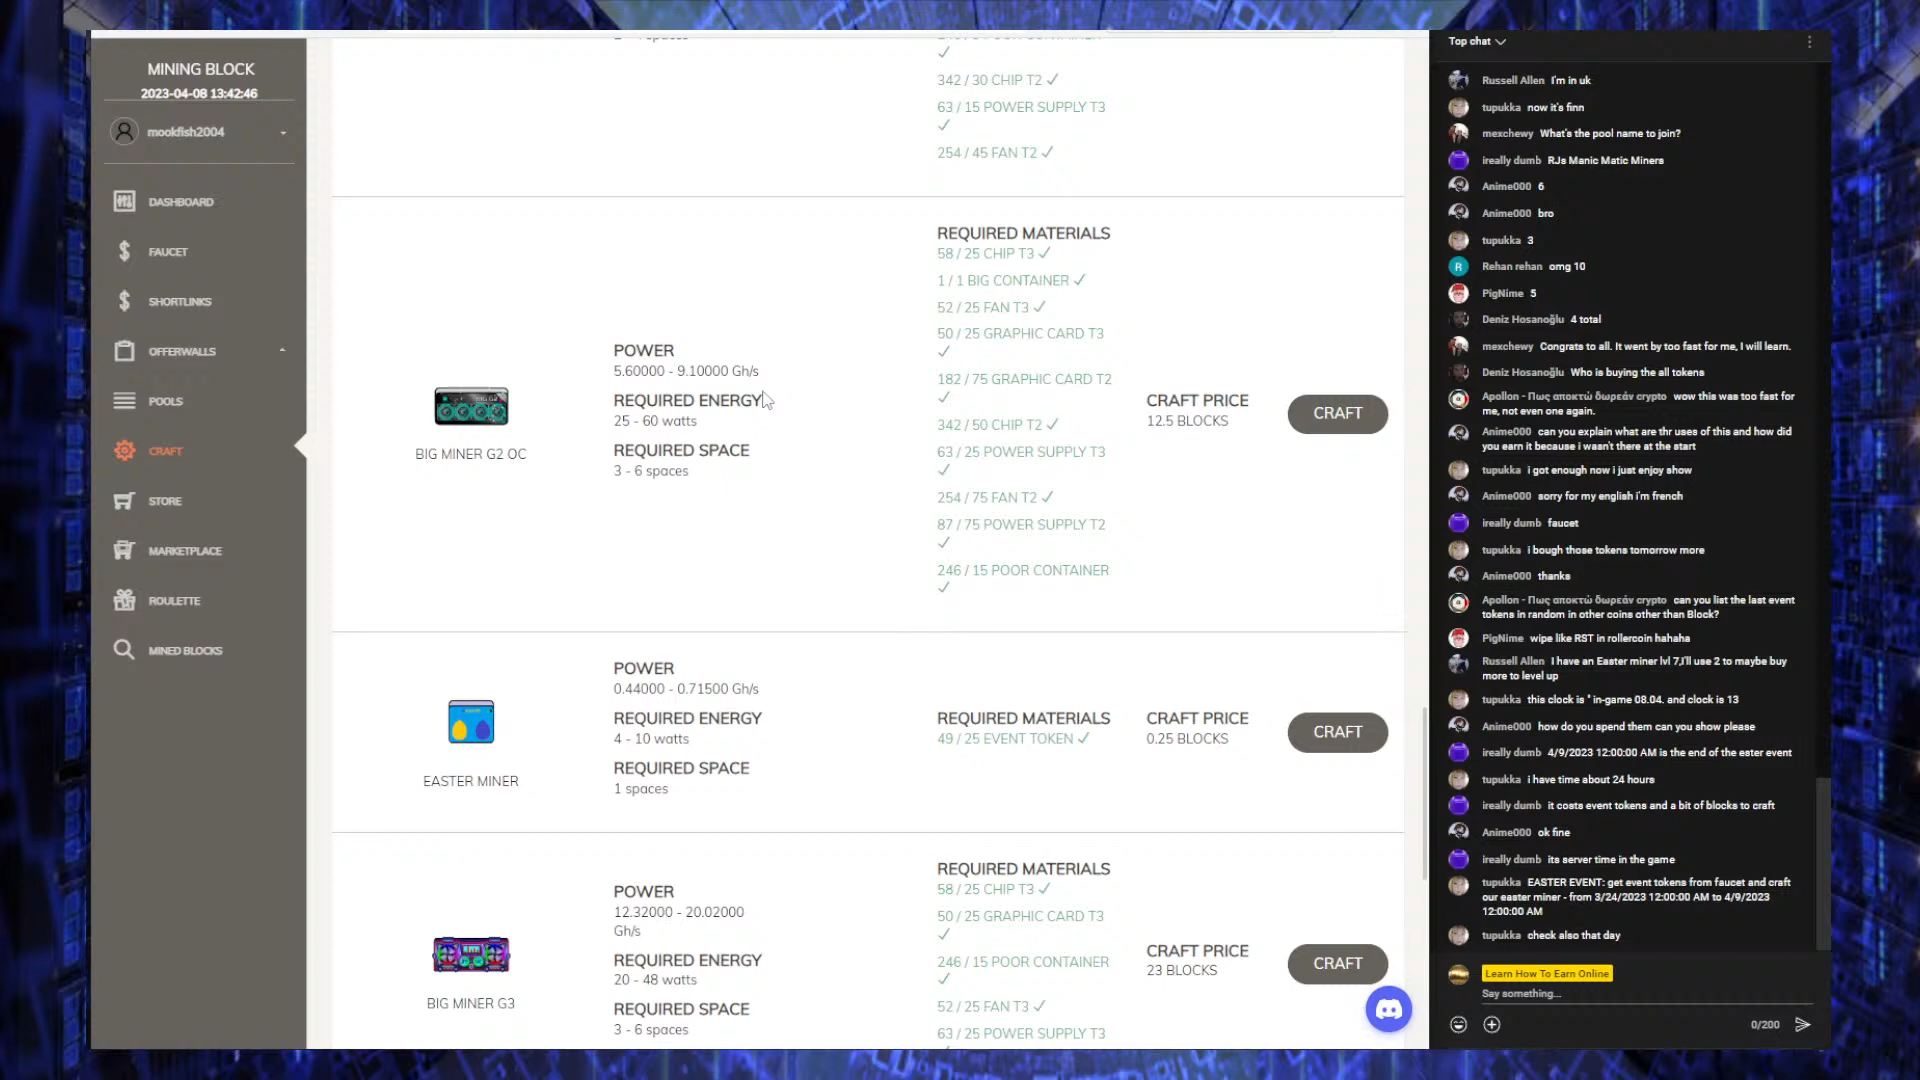 MINING BLOCK
2023-04-08 13:42:46
mookfish2004
DASHBOARD
FAUCET
SHORTLINKS
OFFERWALLS
POOLS
CRAFT
STORE
MARKETPLACE
ROULETTE
MINED BLOCKS
342 / 30 CHIP T2 ✓
63 / 15 POWER SUPPLY T3
✓
254 / 45 FAN T2 ✓
BIG MINER G2 OC
POWER
5.60000 - 9.10000 Gh/s
REQUIRED ENERGY
25 - 60 watts
REQUIRED SPACE
3 - 6 spaces
REQUIRED MATERIALS
58 / 25 CHIP T3 ✓
1 / 1 BIG CONTAINER ✓
52 / 25 FAN T3 ✓
50 / 25 GRAPHIC CARD T3
✓
182 / 75 GRAPHIC CARD T2
✓
342 / 50 CHIP T2 ✓
63 / 25 POWER SUPPLY T3
✓
254 / 75 FAN T2 ✓
87 / 75 POWER SUPPLY T2
✓
246 / 15 POOR CONTAINER
✓
CRAFT PRICE
12.5 BLOCKS
CRAFT
EASTER MINER
POWER
0.44000 - 0.71500 Gh/s
REQUIRED ENERGY
4 - 10 watts
REQUIRED SPACE
1 spaces
REQUIRED MATERIALS
49 / 25 EVENT TOKEN ✓
CRAFT PRICE
0.25 BLOCKS
CRAFT
BIG MINER G3
POWER
12.32000 - 20.02000
Gh/s
REQUIRED ENERGY
20 - 48 watts
REQUIRED SPACE
3 - 6 spaces
REQUIRED MATERIALS
58 / 25 CHIP T3 ✓
50 / 25 GRAPHIC CARD T3
✓
246 / 15 POOR CONTAINER
✓
52 / 25 FAN T3 ✓
63 / 25 POWER SUPPLY T3
CRAFT PRICE
23 BLOCKS
CRAFT
Top chat
Russell Allen I'm in uk
tupukka now it's finn
mexchewy What's the pool name to join?
ireally dumb RJs Manic Matic Miners
Anime000 6
Anime000 bro
tupukka 3
R Rehan rehan omg 10
PigNime 5
Deniz Hosanoğlu 4 total
mexchewy Congrats to all. It went by too fast for me, I will learn.
Deniz Hosanoğlu Who is buying the all tokens
Apollon - Πως αποκτώ δωρεάν crypto wow this was too fast for
me, not even one again.
Anime000 can you explain what are thr uses of this and how did
you earn it because i wasn't there at the start
tupukka i got enough now i just enjoy show
Anime000 sorry for my english i'm french
ireally dumb faucet
tupukka i bough those tokens tomorrow more
Anime000 thanks
Apollon - Πως αποκτώ δωρεάν crypto can you list the last event
tokens in random in other coins other than Block?
PigNime wipe like RST in rollercoin hahaha
Russell Allen I have an Easter miner lvl 7,I'll use 2 to maybe buy
more to level up
tupukka this clock is " in-game 08.04. and clock is 13
Anime000 how do you spend them can you show please
ireally dumb 4/9/2023 12:00:00 AM is the end of the ester event
tupukka i have time about 24 hours
ireally dumb it costs event tokens and a bit of blocks to craft
Anime000 ok fine
ireally dumb its server time in the game
tupukka EASTER EVENT: get event tokens from faucet and craft
our easter miner - from 3/24/2023 12:00:00 AM to 4/9/2023
12:00:00 AM
tupukka check also that day
Learn How To Earn Online
Say something...
0/200